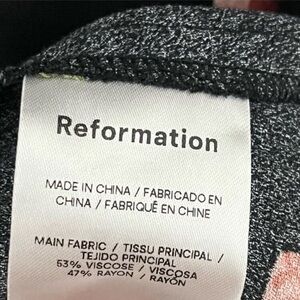 Reformation
MADE IN CHINA / FABRICADO EN
CHINA / FABRIQUÉ EN CHINE
MAIN FABRIC / TISSU PRINCIPAL /
TEJIDO PRINCIPAL
53% VISCOSE / VISCOSA
47% RAYON / RAYÓN